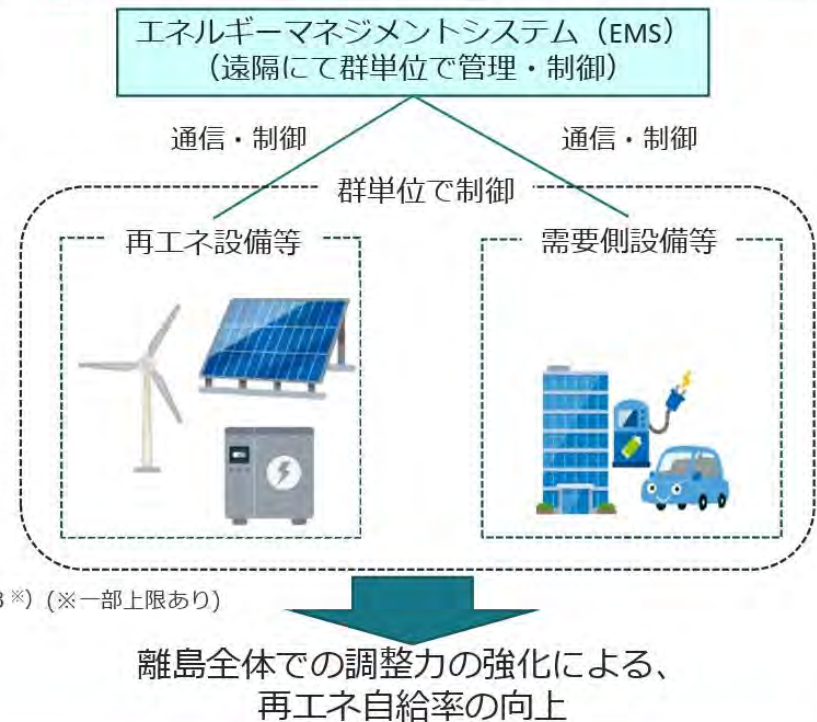 エネルギーマネジメントシステム（EMS）
（遠隔にて群単位で管理・制御）
通信・制御
通信・制御
群単位で制御
再エネ設備等
需要側設備等
※）(※一部上限あり)
離島全体での調整力の強化による、
再エネ自給率の向上